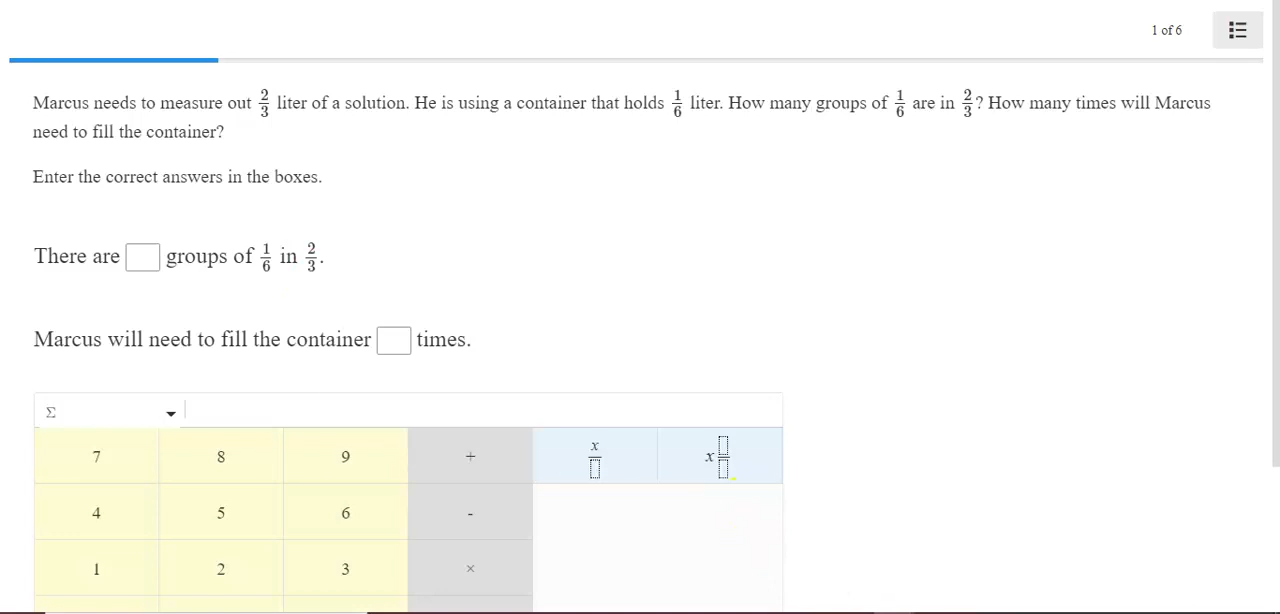 1 of 6
Marcus needs to measure out 2/3 liter of a solution. He is using a container that holds 1/6 liter. How many groups of 1/6 are in 2/3? How many times will Marcus
need to fill the container?
Enter the correct answers in the boxes.
There are groups of 1/6 in 2/3.
Marcus will need to fill the container times.
Σ
7 8 9 + x/□ x□/□
4 5 6 -
1 2 3 ×